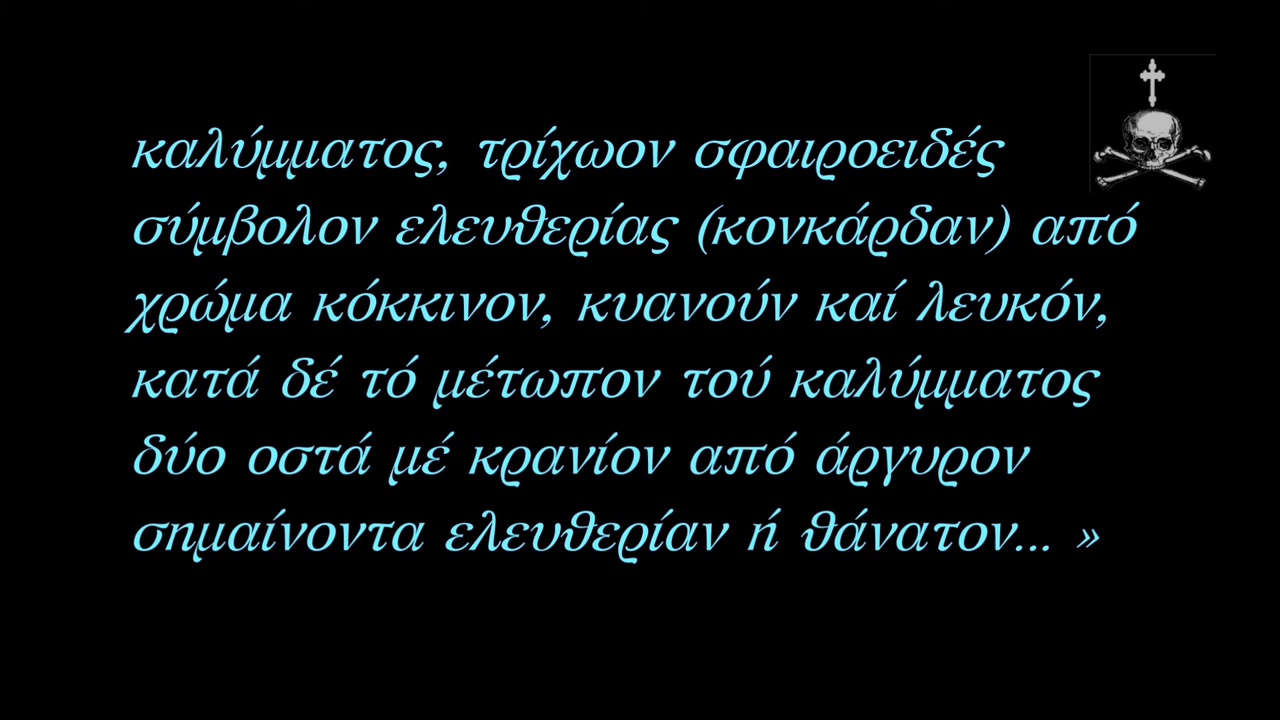 καλύμματος, τρίχωον σφαιροειδές
σύμβολον ελευθερίας (κονκάρδαν) από
χρώμα κόκκινον, κυανούν καί λευκόν,
κατά δέ τό μέτωπον τού καλύμματος
δύο οστά μέ κρανίον από άργυρον
σημαίνοντα ελευθερίαν ή θάνατον... »